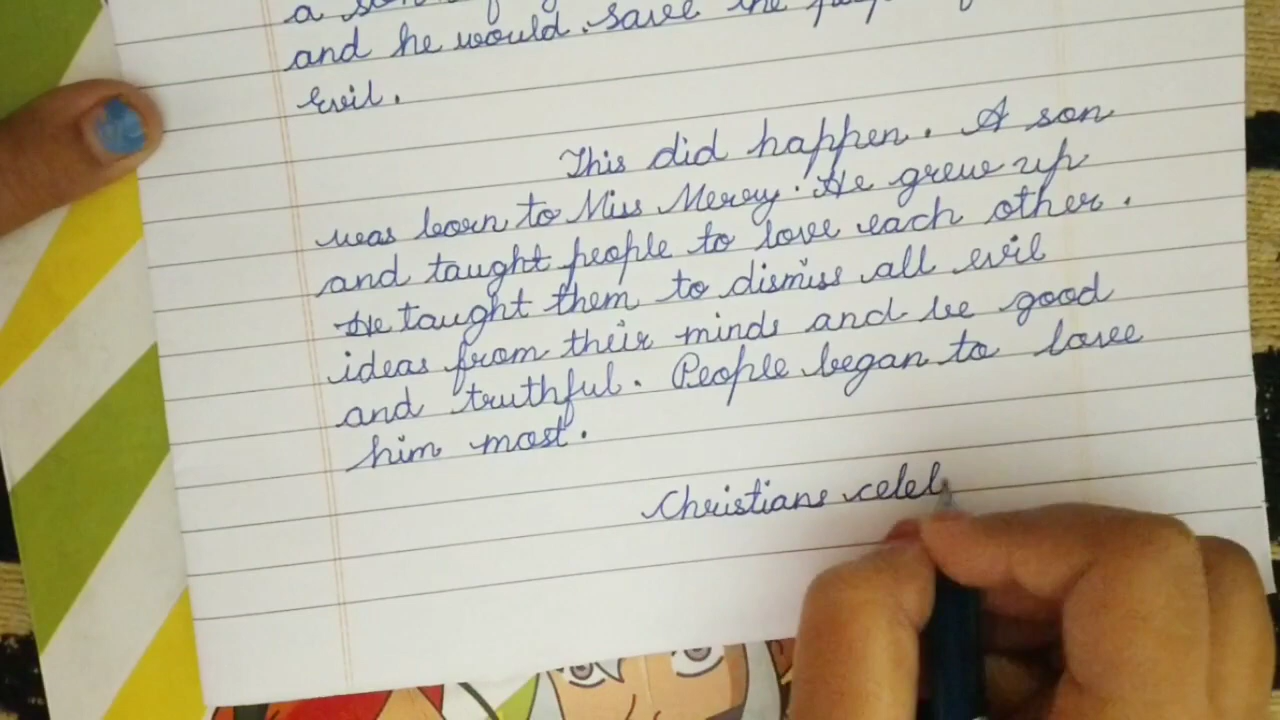 a son
and he would save the
evil.
This did happen. A son
was born to Miss Merry. He grew up
and taught people to love each other.
He taught them to dismiss all evil
ideas from their minds and be good
and truthful. People began to love
him most.
Christians celeb